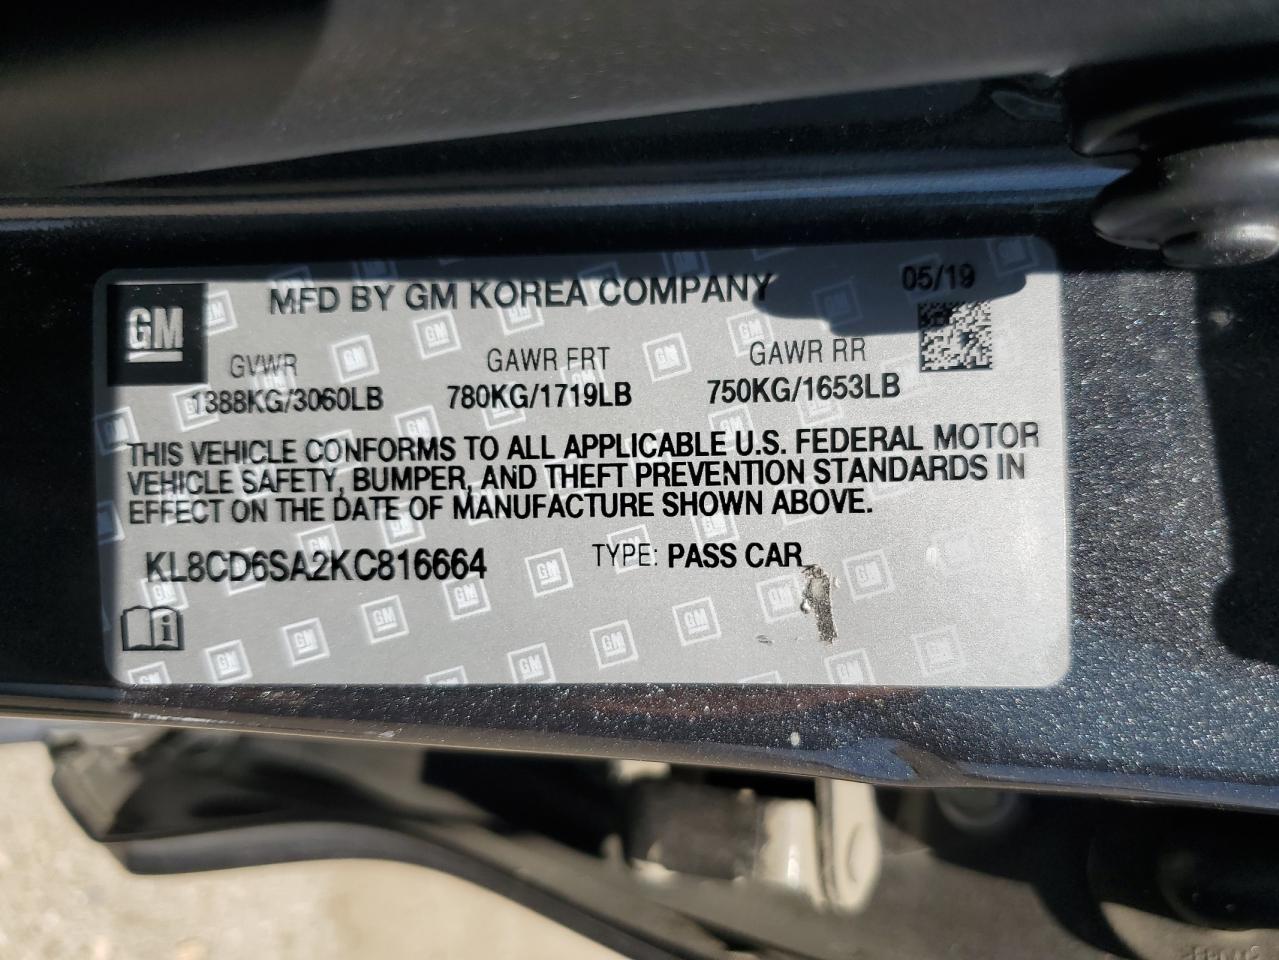 GM
MFD BY GM KOREA COMPANY
05/19
GVWR
GAWR FRT
GAWR RR
1388KG/3060LB
780KG/1719LB
750KG/1653LB
THIS VEHICLE CONFORMS TO ALL APPLICABLE U.S. FEDERAL MOTOR
VEHICLE SAFETY, BUMPER, AND THEFT PREVENTION STANDARDS IN
EFFECT ON THE DATE OF MANUFACTURE SHOWN ABOVE.
KL8CD6SA2KC816664
TYPE: PASS CAR
i